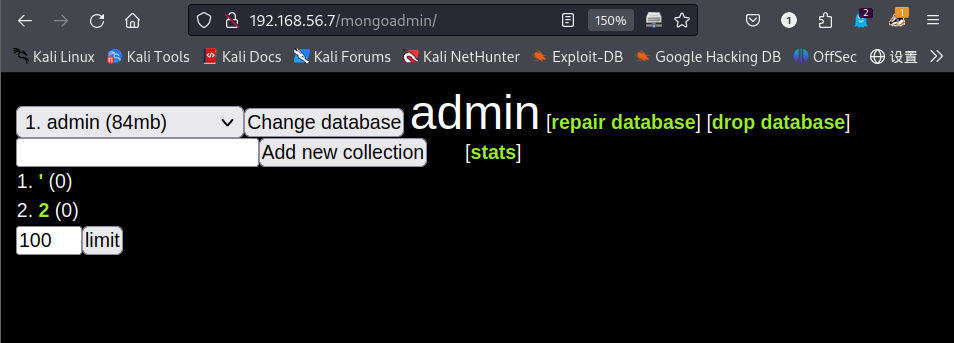 192.168.56.7/mongoadmin/ 150% 1 2 1
Kali Linux Kali Tools Kali Docs Kali Forums Kali NetHunter Exploit-DB Google Hacking DB OffSec 设置
1. admin (84mb) Change database admin [repair database] [drop database]
Add new collection [stats]
1. ' (0)
2. 2 (0)
100 limit